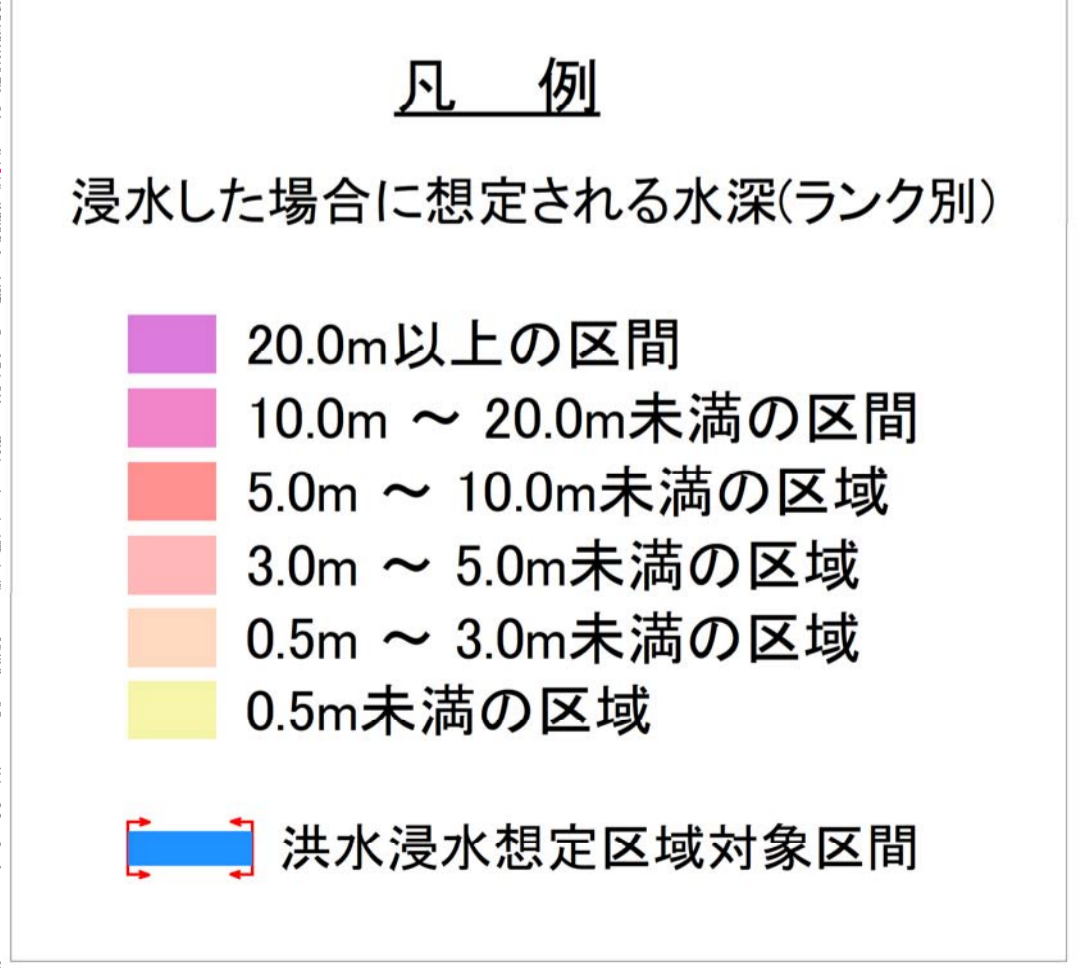 凡 例
浸水した場合に想定される水深(ランク別)
20.0m以上の区間
10.0m ～ 20.0m未満の区間
5.0m ～ 10.0m未満の区域
3.0m ～ 5.0m未満の区域
0.5m ～ 3.0m未満の区域
0.5m未満の区域
洪水浸水想定区域対象区間